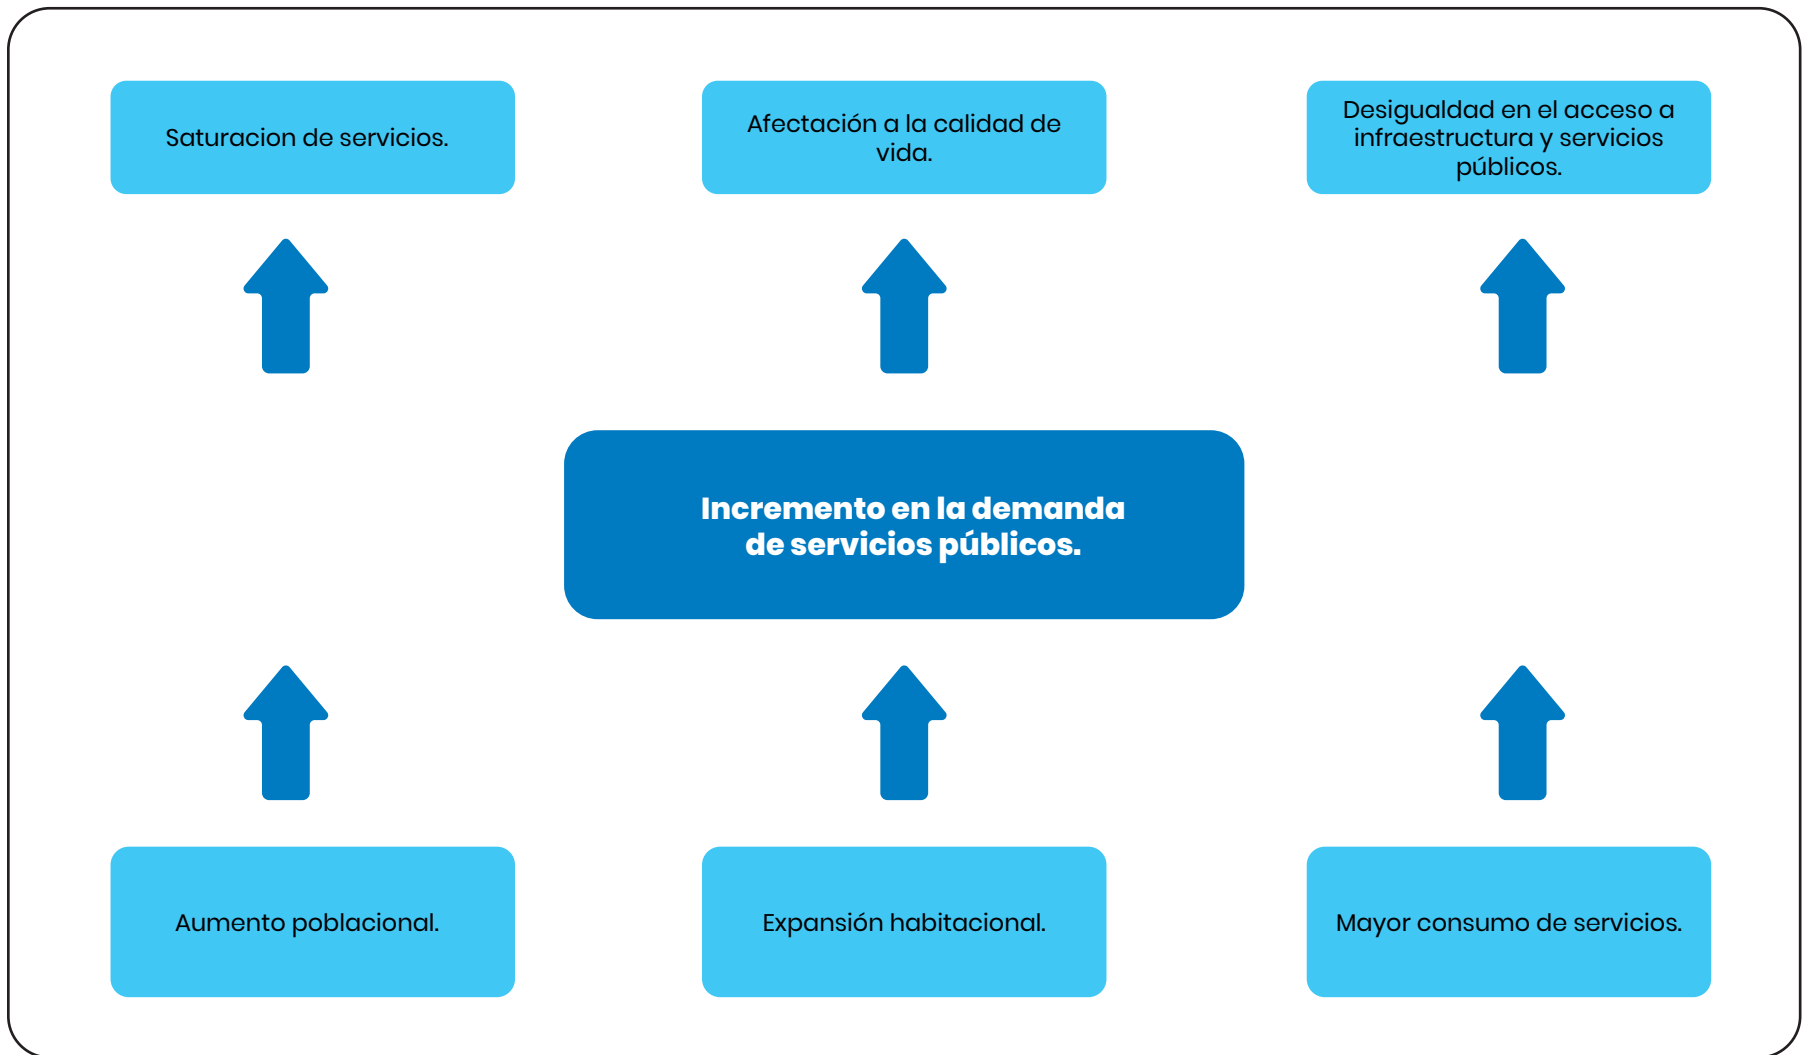 Saturacion de servicios.
Afectación a la calidad de
vida.
Desigualdad en el acceso a
infraestructura y servicios
públicos.
Incremento en la demanda
de servicios públicos.
Aumento poblacional.
Expansión habitacional.
Mayor consumo de servicios.